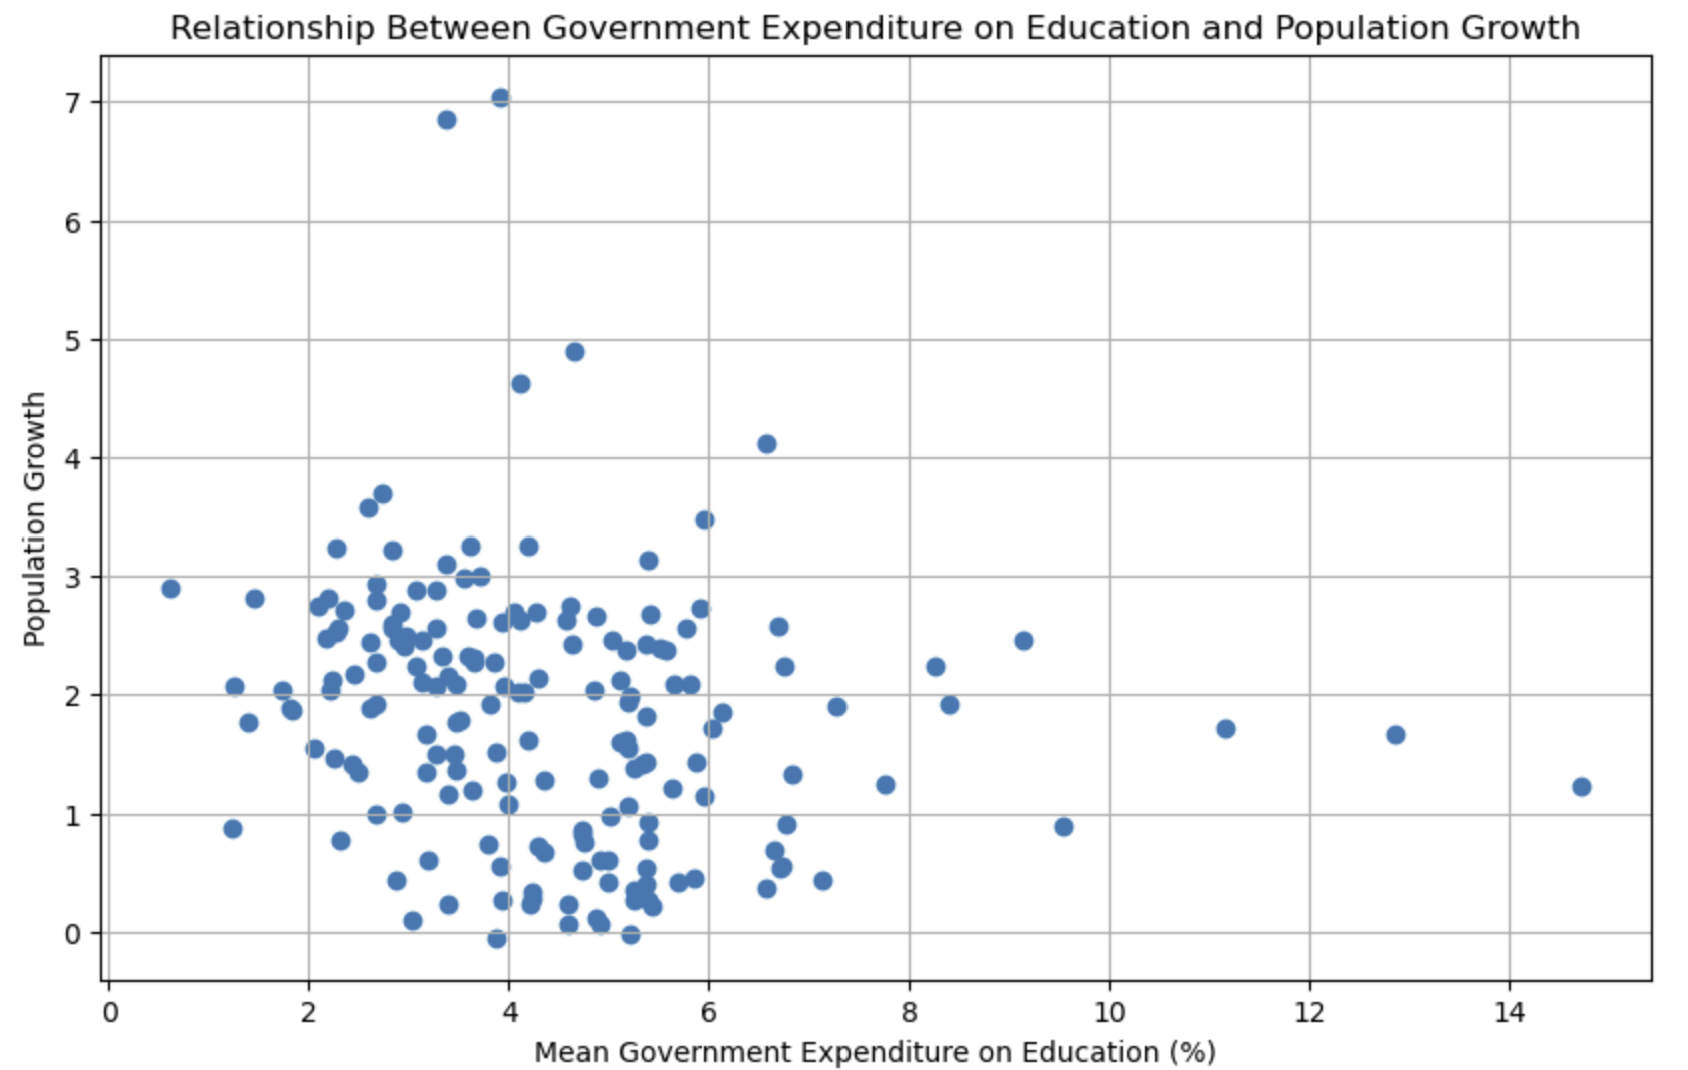 Relationship Between Government Expenditure on Education and Population Growth
7
6
5
4
3
2
1
0
Population Growth
0 2 4 6 8 10 12 14
Mean Government Expenditure on Education (%)